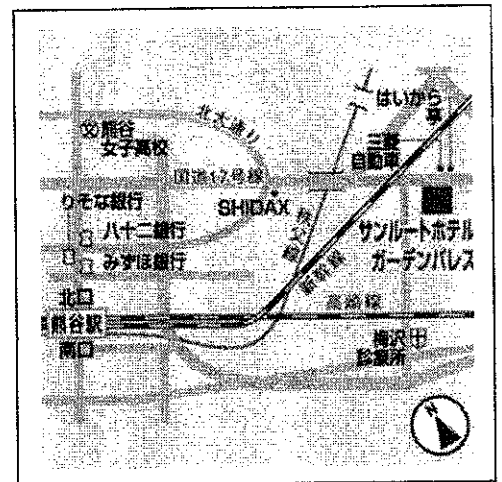 はいから
亭
三菱
自動車
北大通り
熊谷
女子高校
国道17号線
りそな銀行
SHIDAX
八十二銀行
みずほ銀行
新幹線
サンルートホテル
ガーデンパレス
北口
高崎線
熊谷駅
南口
梅沢
診療所
N